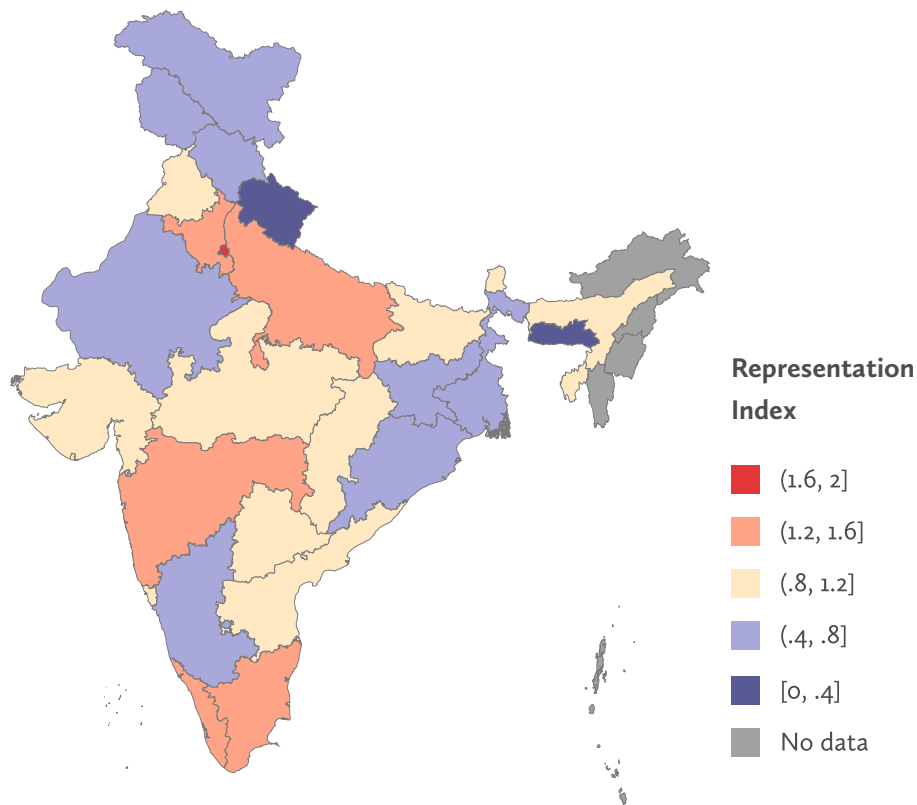 Representation
Index
(1.6, 2]
(1.2, 1.6]
(.8, 1.2]
(.4, .8]
[0, .4]
No data